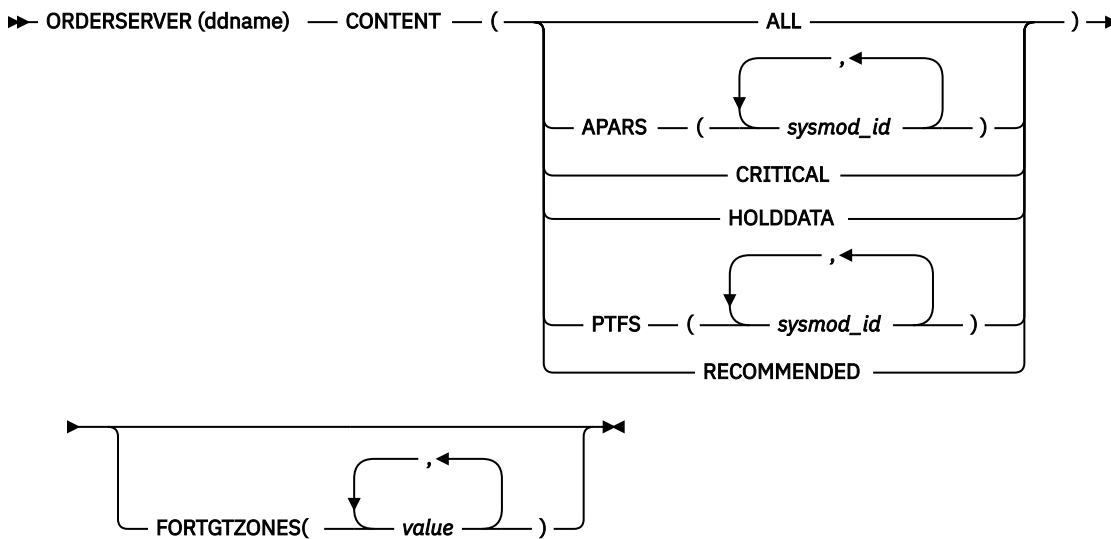 ORDERSERVER (ddname) CONTENT ( ALL )
,
APARS ( sysmod_id )
CRITICAL
HOLDDATA
,
PTFS ( sysmod_id )
RECOMMENDED
,
FORTGTZONES( value )